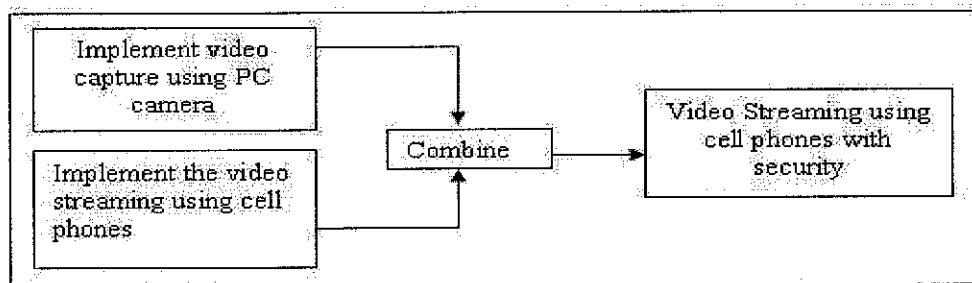 Implement video
capture using PC
camera
Implement the video
streaming using cell
phones
Combine
Video Streaming using
cell phones with
security